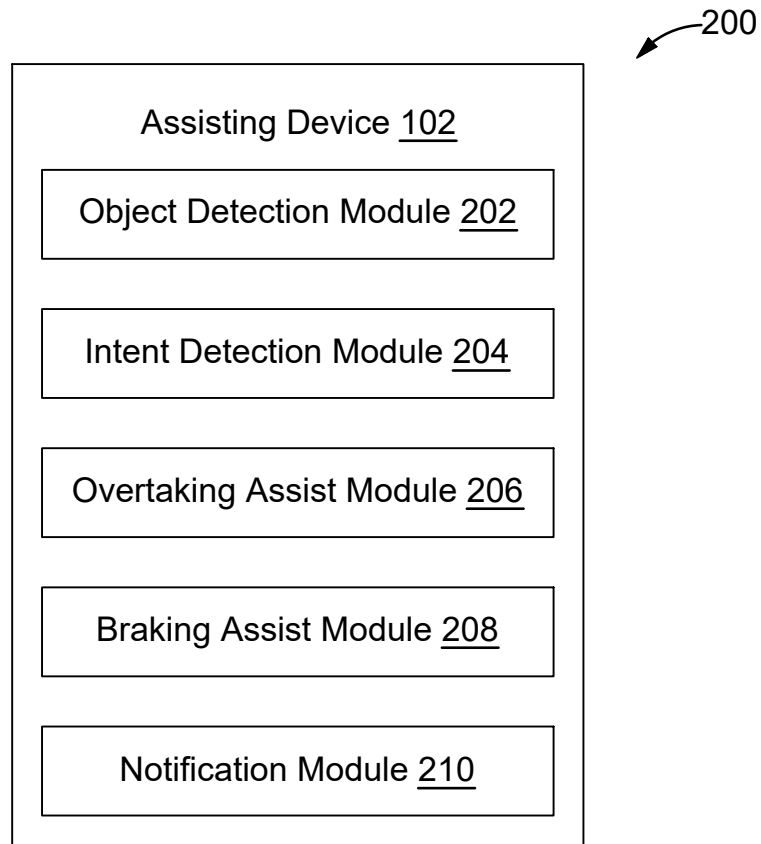 200
Assisting Device 102
Object Detection Module 202
Intent Detection Module 204
Overtaking Assist Module 206
Braking Assist Module 208
Notification Module 210